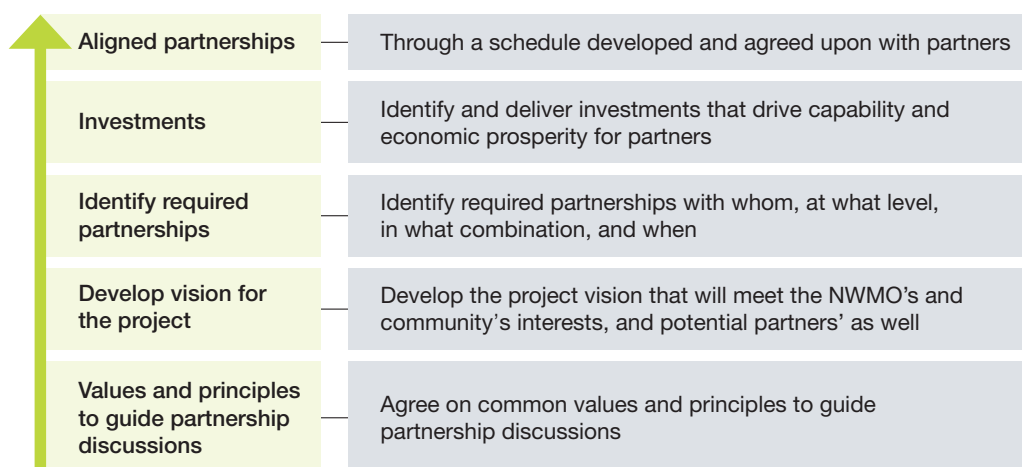 Aligned partnerships
Through a schedule developed and agreed upon with partners
Investments
Identify and deliver investments that drive capability and
economic prosperity for partners
Identify required
partnerships
Identify required partnerships with whom, at what level,
in what combination, and when
Develop vision for
the project
Develop the project vision that will meet the NWMO’s and
community’s interests, and potential partners’ as well
Values and principles
to guide partnership
discussions
Agree on common values and principles to guide
partnership discussions